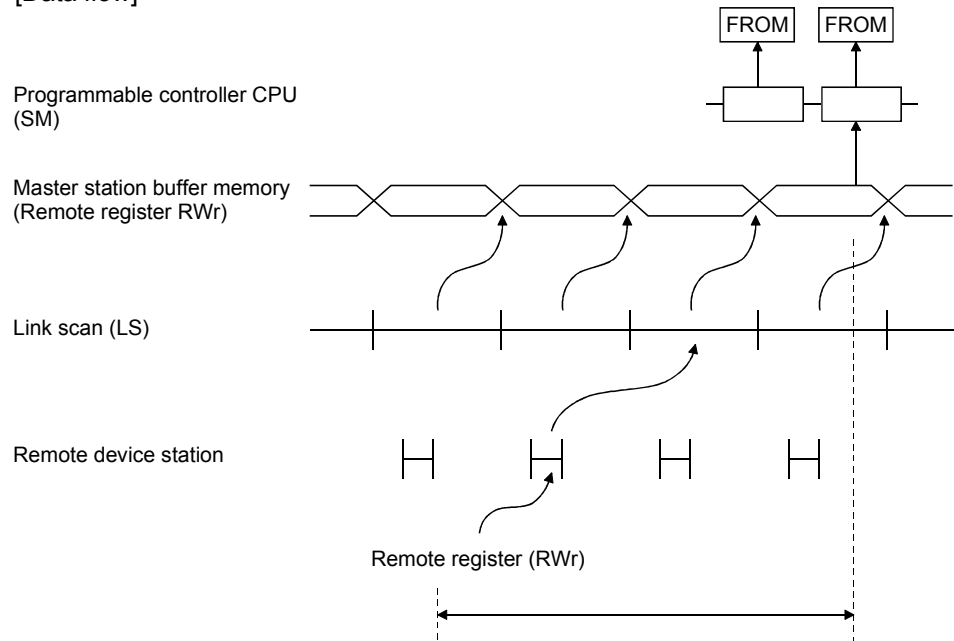 [Data flow]
FROM FROM
Programmable controller CPU
(SM)
Master station buffer memory
(Remote register RWr)
Link scan (LS)
Remote device station
Remote register (RWr)